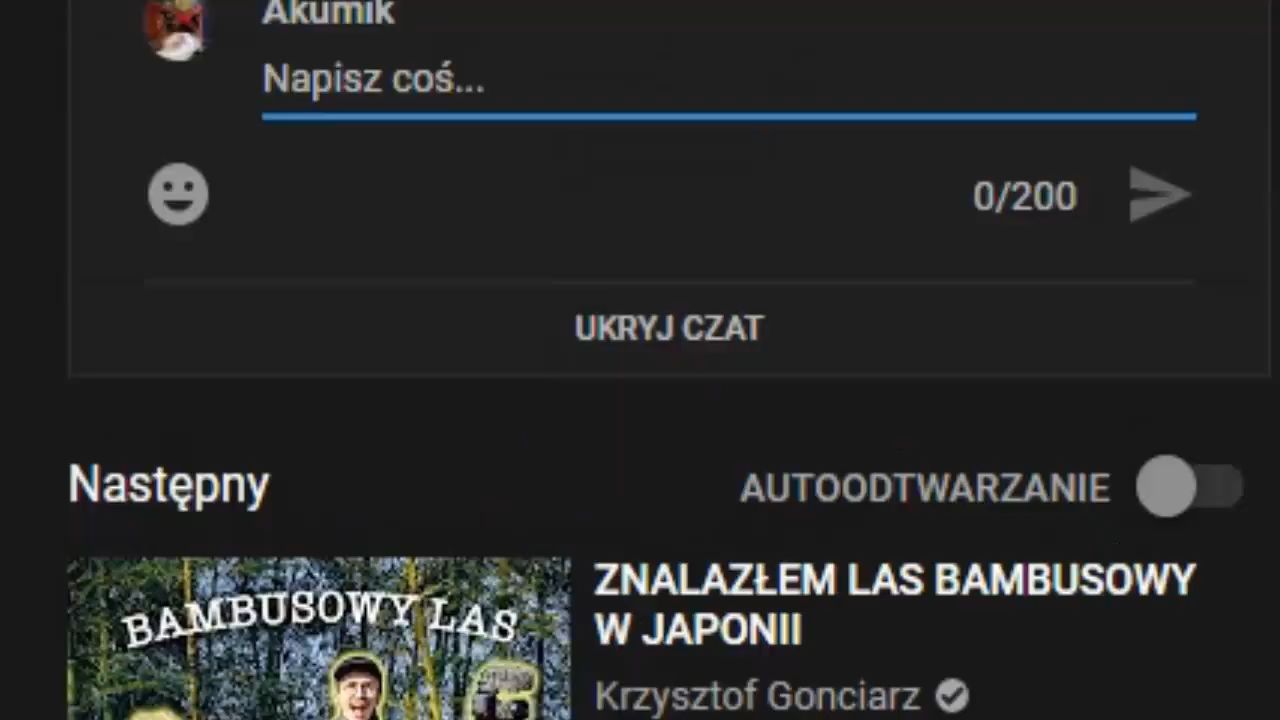 Akumik
Napisz coś...
0/200
UKRYJ CZAT
Następny
AUTOODTWARZANIE
BAMBUSOWY LAS
ZNALAZŁEM LAS BAMBUSOWY
W JAPONII
Krzysztof Gonciarz